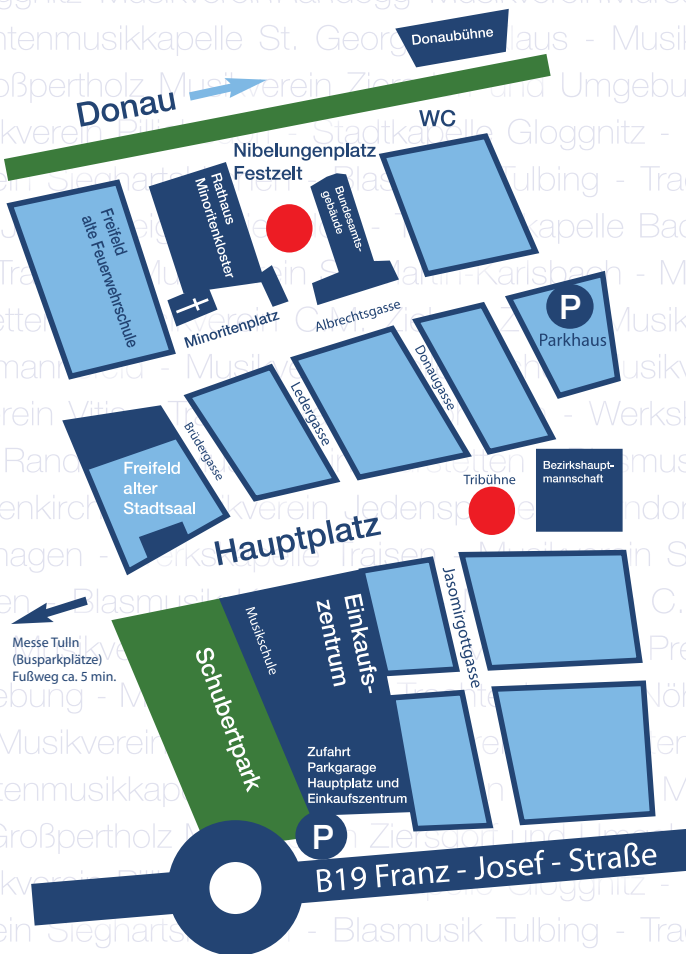 Donaubühne
Donau
WC
Nibelungenplatz
Festzelt
Freifeld
alte Feuerwehrschule
Rathaus
Minoritenkloster
Bundesamts-
gebäude
Minoritenplatz
Albrechtsgasse
P
Parkhaus
Brüdergasse
Ledergasse
Donaugasse
Freifeld
alter
Stadtsaal
Tribühne
Bezirkshaupt-
mannschaft
Hauptplatz
Messe Tulln
(Busparkplätze)
Fußweg ca. 5 min.
Schubertpark
Musikschule
Einkaufs-
zentrum
Jasomirgottgasse
Zufahrt
Parkgarage
Hauptplatz und
Einkaufszentrum
P
B19 Franz - Josef - Straße